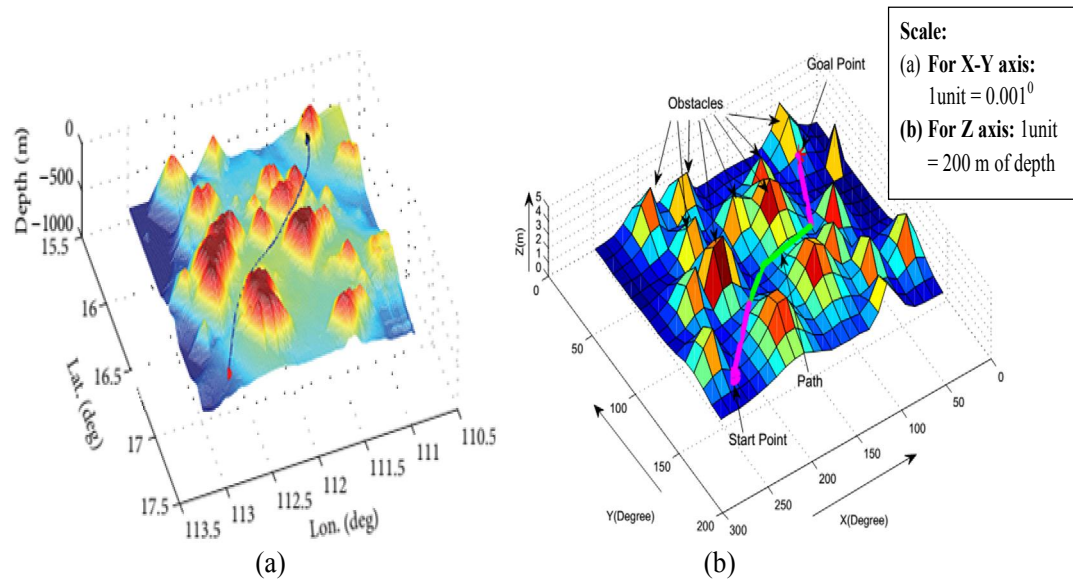 Depth (m)
0
−500
−1000
15.5
16
16.5
17
17.5
Lat. (deg)
113.5
113
112.5
112
111.5
111
110.5
Lon. (deg)
(a)
Scale:
(a) For X-Y axis:
1unit = 0.001⁰
(b) For Z axis: 1unit
= 200 m of depth
Goal Point
Obstacles
Z(m)
5
4
3
2
1
0
0
50
100
150
200
Y(Degree)
300
250
200
150
100
50
0
X(Degree)
Path
Start Point
(b)